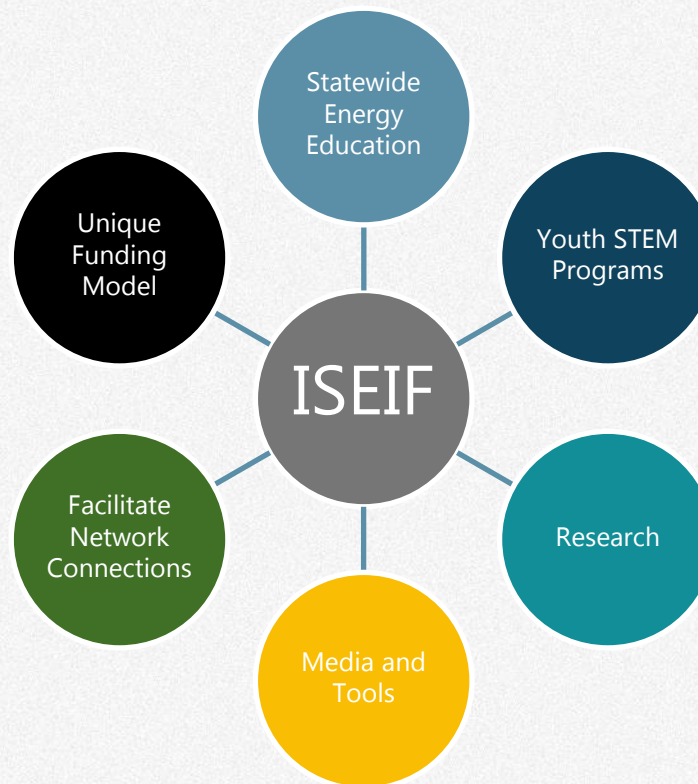 Statewide
Energy
Education
Unique
Funding
Model
Youth STEM
Programs
ISEIF
Facilitate
Network
Connections
Research
Media and
Tools